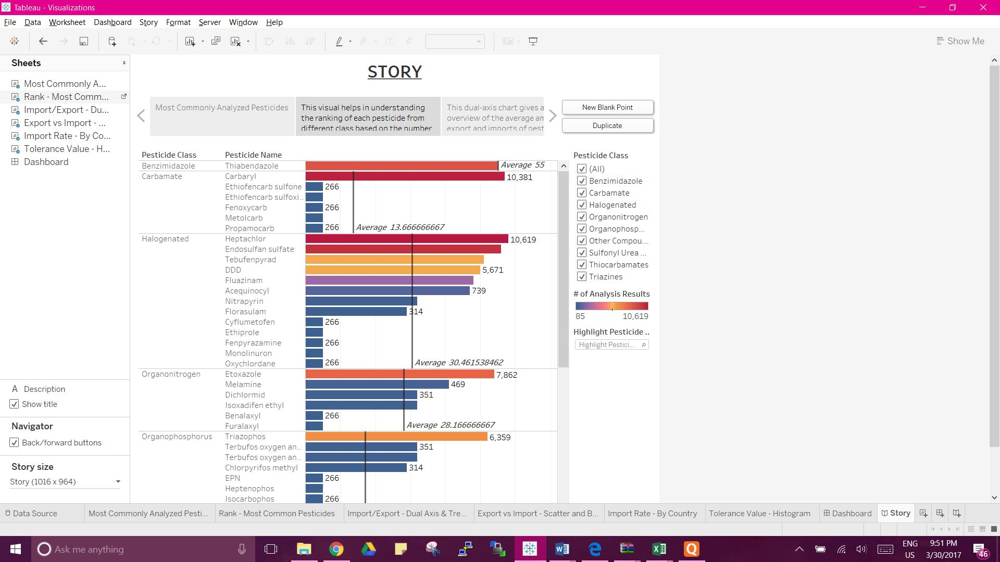 Tableau - Visualizations
File Data Worksheet Dashboard Story Format Server Window Help
Show Me
Sheets
Most Commonly A...
Rank - Most Comm...
Import/Export - Du...
Export vs Import - ...
Import Rate - By Co...
Tolerance Value - H...
Dashboard
A Description
Show title
Navigator
Back/forward buttons
Story size
Story (1016 x 964)
STORY
Most Commonly Analyzed Pesticides
This visual helps in understanding
the ranking of each pesticide from
different class based on the number
This dual-axis chart gives a
overview of the average am
export and imports of pest
New Blank Point
Duplicate
Pesticide Class Pesticide Name
Benzimidazole Thiabendazole Average 55
Carbamate Carbaryl 10,381
Ethiofencarb sulfone 266
Ethiofencarb sulfoxi..
Fenoxycarb 266
Metolcarb
Propamocarb 266 Average 13.666666667
Halogenated Heptachlor 10,619
Endosulfan sulfate
Tebufenpyrad
DDD 5,671
Fluazinam
Acequinocyl 739
Nitrapyrin
Florasulam 314
Cyflumetofen 266
Ethiprole
Fenpyrazamine 266
Monolinuron
Oxychlordane 266 Average 30.461538462
Organonitrogen Etoxazole 7,862
Melamine 469
Dichlormid 351
Isoxadifen ethyl
Benalaxyl 266
Furalaxyl Average 28.166666667
Organophosphorus Triazophos 6,359
Terbufos oxygen an.. 351
Terbufos oxygen an..
Chlorpyrifos methyl 314
EPN 266
Heptenophos
Isocarbophos 266
Pesticide Class
(All)
Benzimidazole
Carbamate
Halogenated
Organonitrogen
Organophosp...
Other Compou...
Sulfonyl Urea ...
Thiocarbamates
Triazines
# of Analysis Results
85 10,619
Highlight Pesticide ..
Highlight Pestici...
Data Source Most Commonly Analyzed Pesti... Rank - Most Common Pesticides Import/Export - Dual Axis & Tre... Export vs Import - Scatter and B... Import Rate - By Country Tolerance Value - Histogram Dashboard Story
Ask me anything
ENG
US
9:51 PM
3/30/2017
46